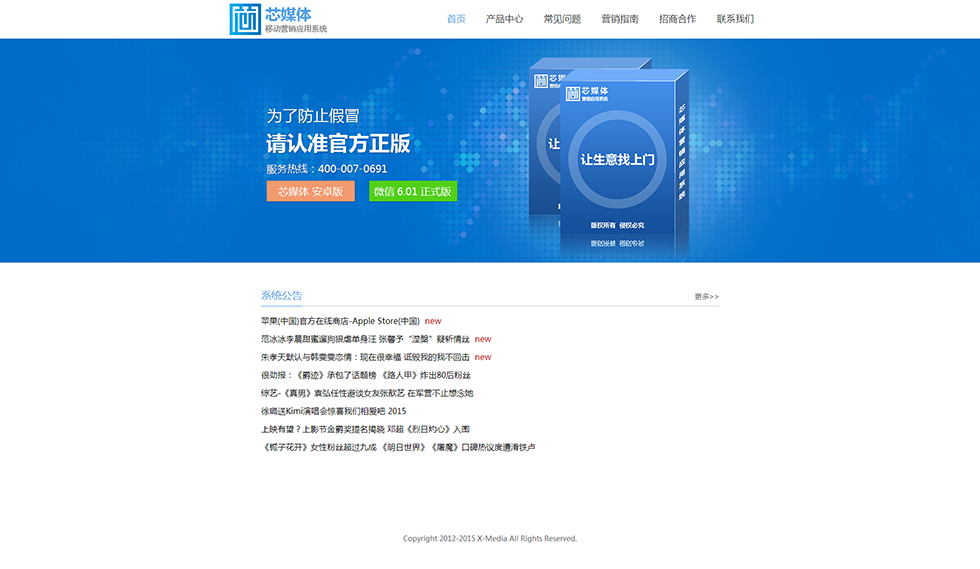 芯媒体
移动营销应用系统
首页 产品中心 常见问题 营销指南 招商合作 联系我们
为了防止假冒
请认准官方正版
服务热线：400-007-0691
芯媒体 安卓版 微信 6.01 正式版
芯媒体
营销应用系统
让生意找上门
版权所有 侵权必究
芯媒体营销应用系统
系统公告 更多>>
苹果(中国)官方在线商店-Apple Store(中国) new
范冰冰李晨甜蜜遛狗狠虐单身汪 张馨予“涅槃”疑斩情丝 new
朱孝天默认与韩雯雯恋情：现在很幸福 诋毁我的我不回击 new
很劲报：《爵迹》承包了话题榜 《路人甲》炸出80后粉丝
综艺-《真男》袁弘任性避谈女友张歆艺 在军营不止想念她
徐璐送Kimi演唱会惊喜我们相爱吧 2015
上映有望？上影节金爵奖提名揭晓 邓超《烈日灼心》入围
《栀子花开》女性粉丝超过九成 《明日世界》《屠魔》口碑热议度遭滑铁卢
Copyright 2012-2015 X-Media All Rights Reserved.